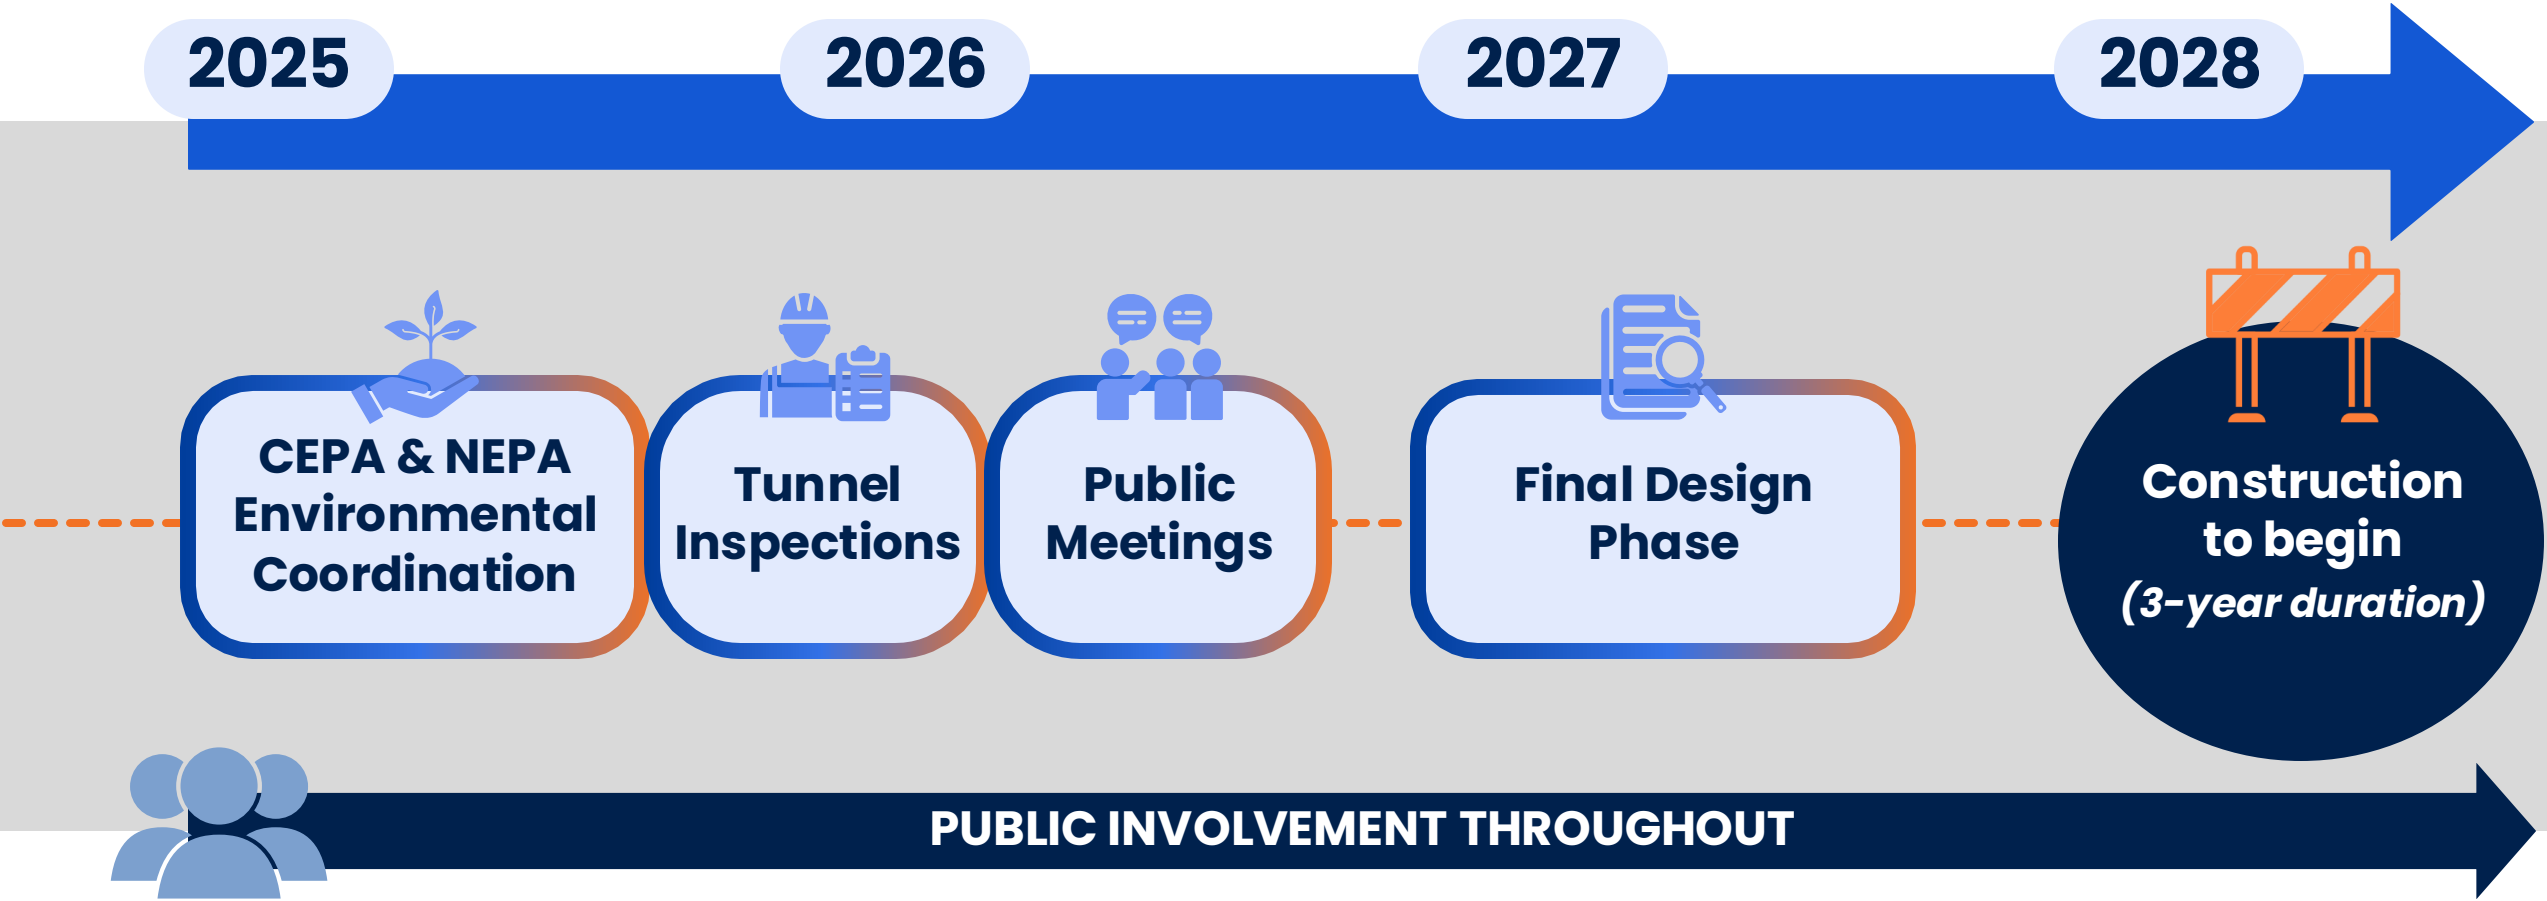 2025
2026
2027
2028
CEPA & NEPA
Environmental
Coordination
Tunnel
Inspections
Public
Meetings
Final Design
Phase
Construction
to begin
(3-year duration)
PUBLIC INVOLVEMENT THROUGHOUT